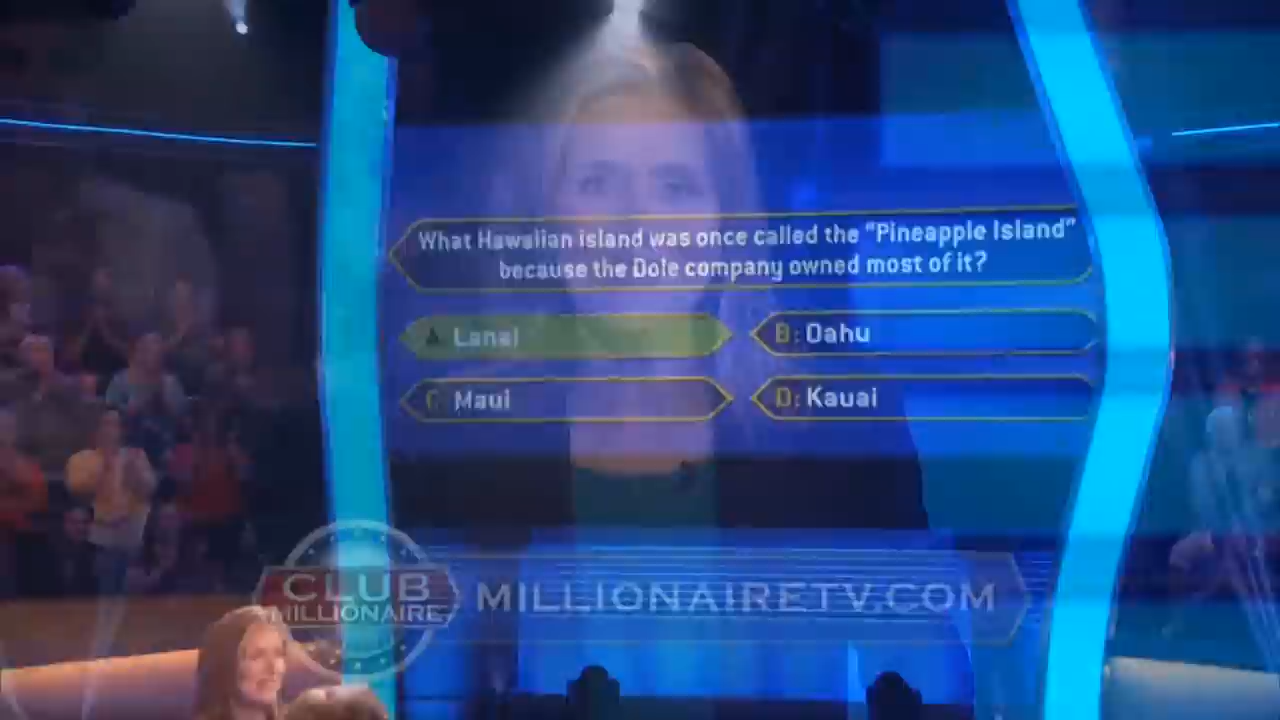 What Hawaiian island was once called the "Pineapple Island"
because the Dole company owned most of it?
A: Lanai
B: Oahu
C: Maui
D: Kauai
CLUB
MILLIONAIRE
MILLIONAIRETV.COM